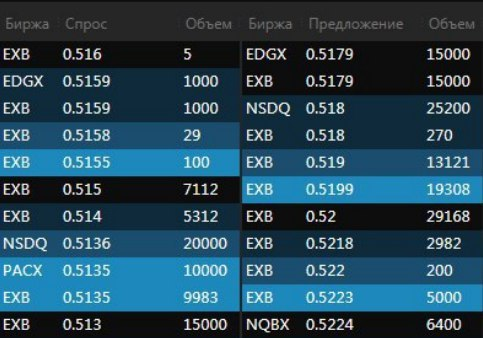 Биржа Спрос Объем Биржа Предложение Объем
EXB 0.516 5 EDGX 0.5179 15000
EDGX 0.5159 1000 EXB 0.5179 15000
EXB 0.5159 1000 NSDQ 0.518 25200
EXB 0.5158 29 EXB 0.518 270
EXB 0.5155 100 EXB 0.519 13121
EXB 0.515 7112 EXB 0.5199 19308
EXB 0.514 5312 EXB 0.52 29168
NSDQ 0.5136 20000 EXB 0.5218 2982
PACX 0.5135 10000 EXB 0.522 200
EXB 0.5135 9983 EXB 0.5223 5000
EXB 0.513 15000 NQBX 0.5224 6400